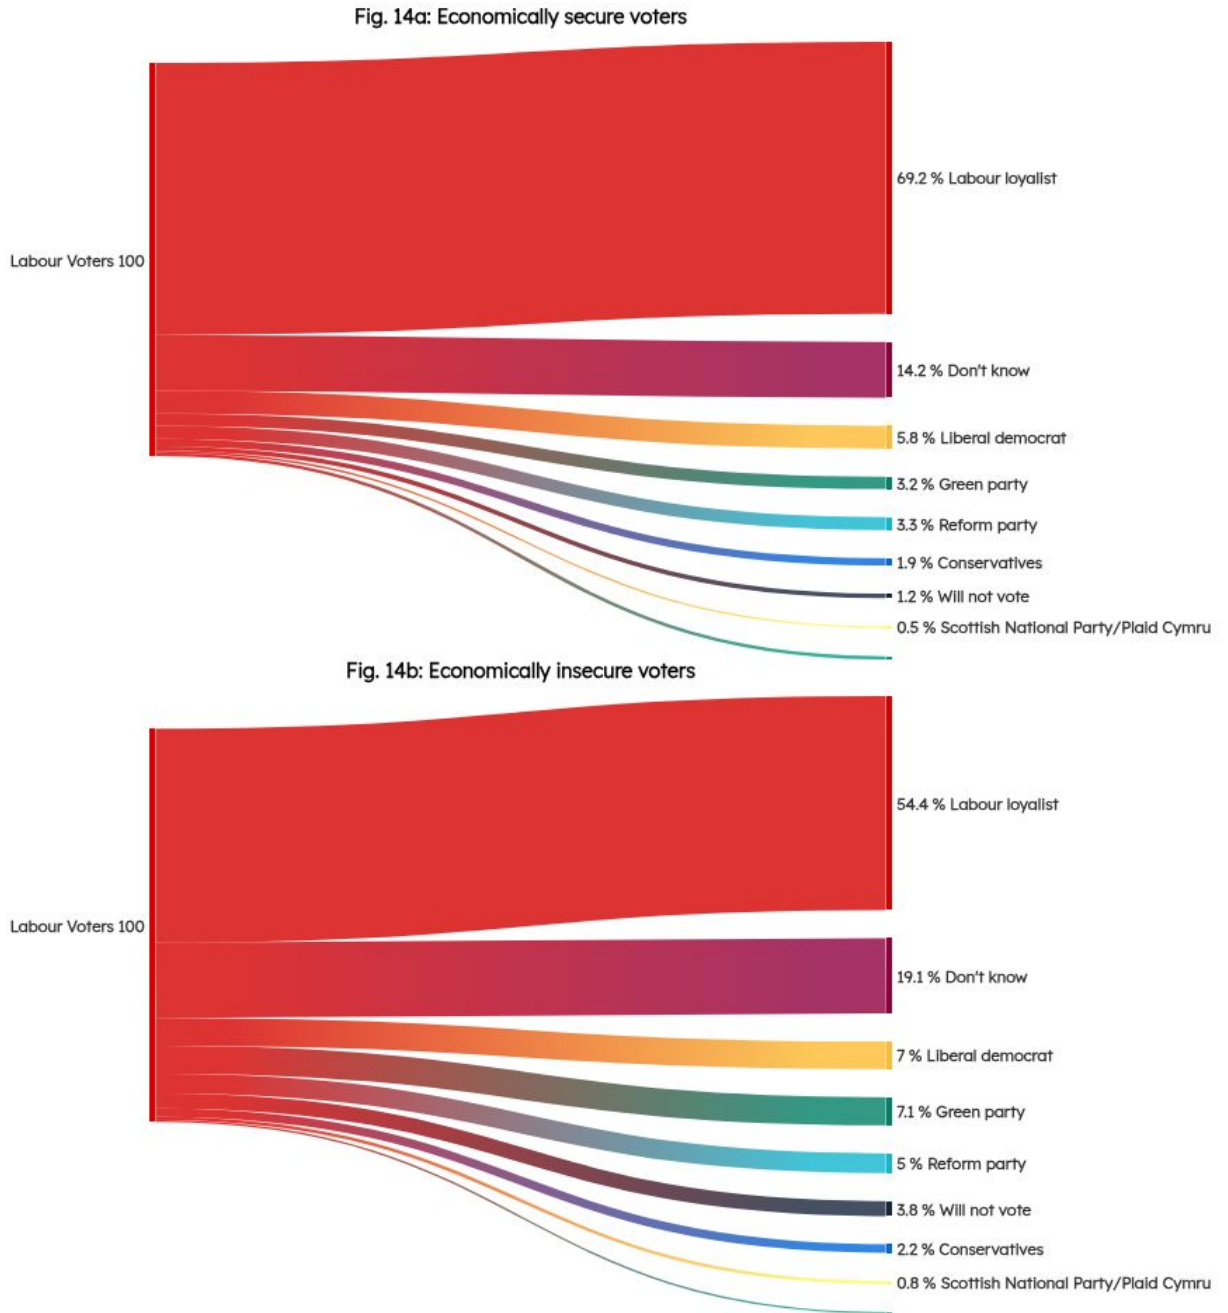 Fig. 14a: Economically secure voters
69.2 % Labour loyalist
Labour Voters 100
14.2 % Don't know
5.8 % Liberal democrat
3.2 % Green party
3.3 % Reform party
1.9 % Conservatives
1.2 % Will not vote
0.5 % Scottish National Party/Plaid Cymru
Fig. 14b: Economically insecure voters
54.4 % Labour loyalist
Labour Voters 100
19.1 % Don't know
7 % Liberal democrat
7.1 % Green party
5 % Reform party
3.8 % Will not vote
2.2 % Conservatives
0.8 % Scottish National Party/Plaid Cymru